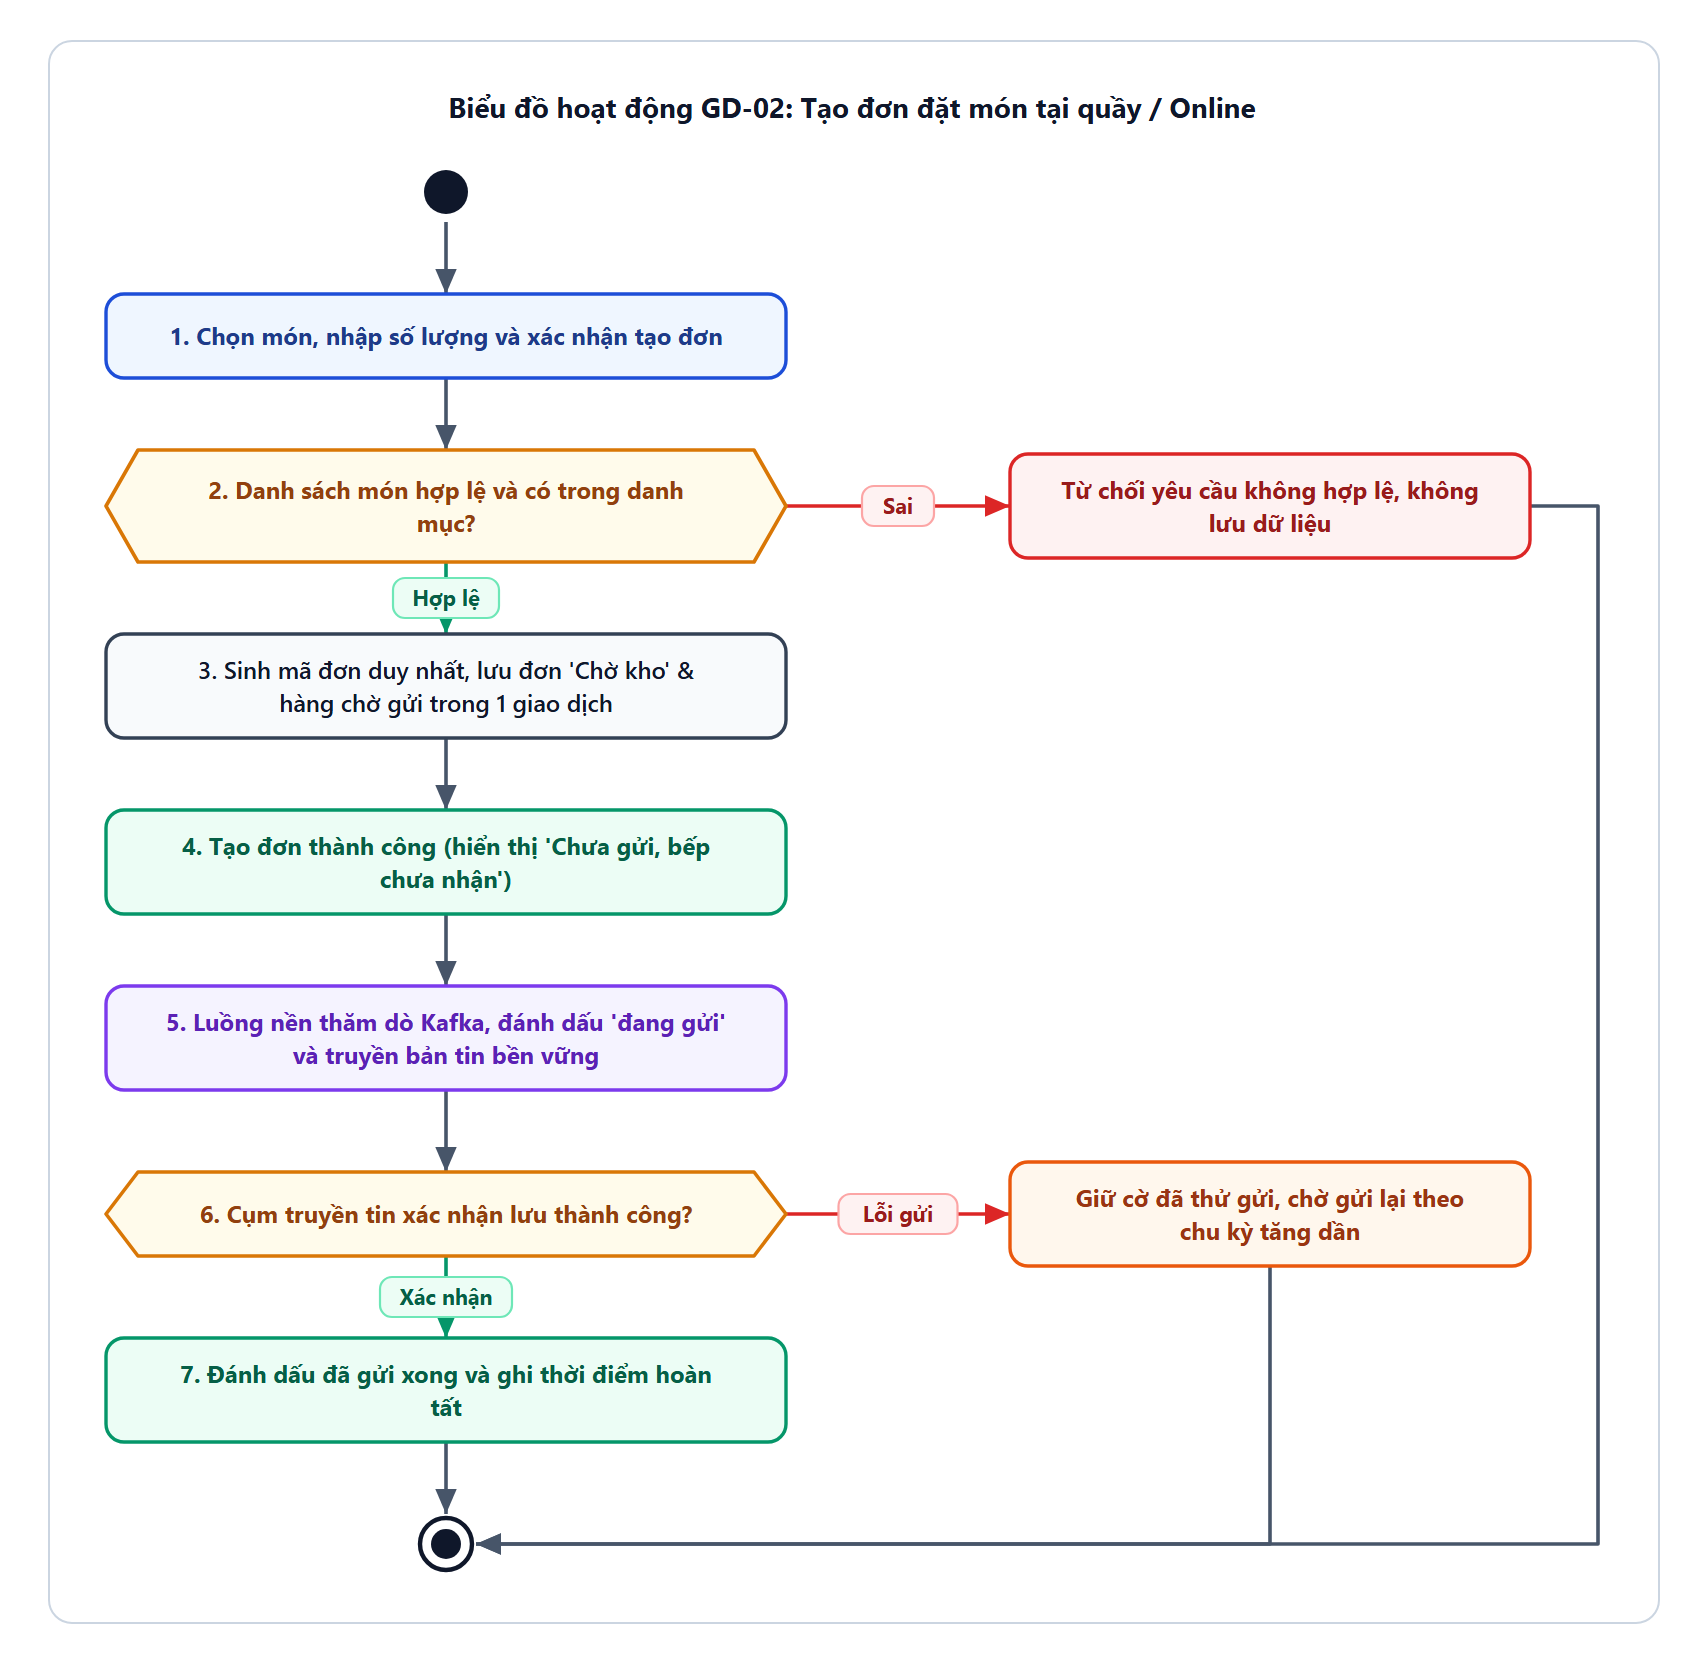 Biểu đồ hoạt động GD-02: Tạo đơn đặt món tại quầy / Online
1. Chọn món, nhập số lượng và xác nhận tạo đơn
2. Danh sách món hợp lệ và có trong danh
mục?
Sai
Từ chối yêu cầu không hợp lệ, không
lưu dữ liệu
Hợp lệ
3. Sinh mã đơn duy nhất, lưu đơn 'Chờ kho' &
hàng chờ gửi trong 1 giao dịch
4. Tạo đơn thành công (hiển thị 'Chưa gửi, bếp
chưa nhận')
5. Luồng nền thăm dò Kafka, đánh dấu 'đang gửi'
và truyền bản tin bền vững
6. Cụm truyền tin xác nhận lưu thành công?
Lỗi gửi
Giữ cờ đã thử gửi, chờ gửi lại theo
chu kỳ tăng dần
Xác nhận
7. Đánh dấu đã gửi xong và ghi thời điểm hoàn
tất